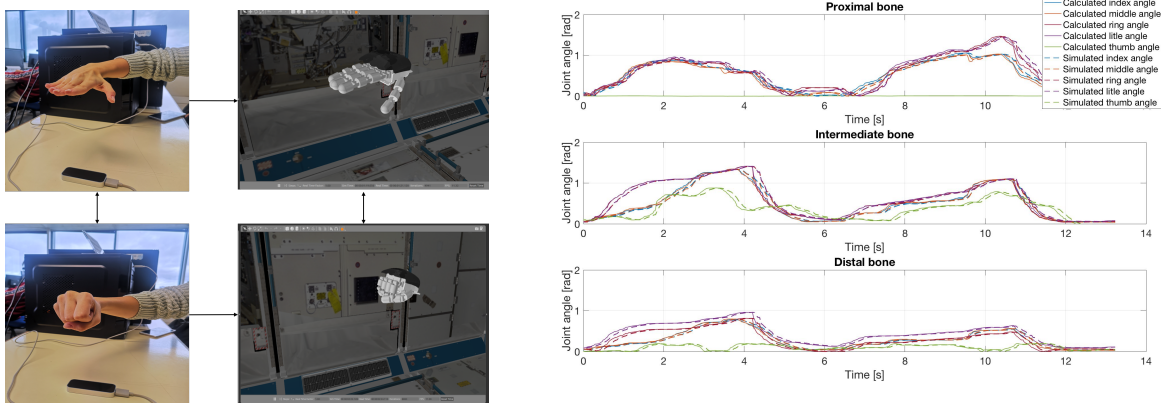 Proximal bone
Joint angle [rad]
2
1
0
0 2 4 6 8 10
Time [s]
Calculated index angle
Calculated middle angle
Calculated ring angle
Calculated litle angle
Calculated thumb angle
Simulated index angle
Simulated middle angle
Simulated ring angle
Simulated litle angle
Simulated thumb angle
Intermediate bone
Joint angle [rad]
2
1
0
0 2 4 6 8 10 12 14
Time [s]
Distal bone
Joint angle [rad]
2
1
0
0 2 4 6 8 10 12 14
Time [s]